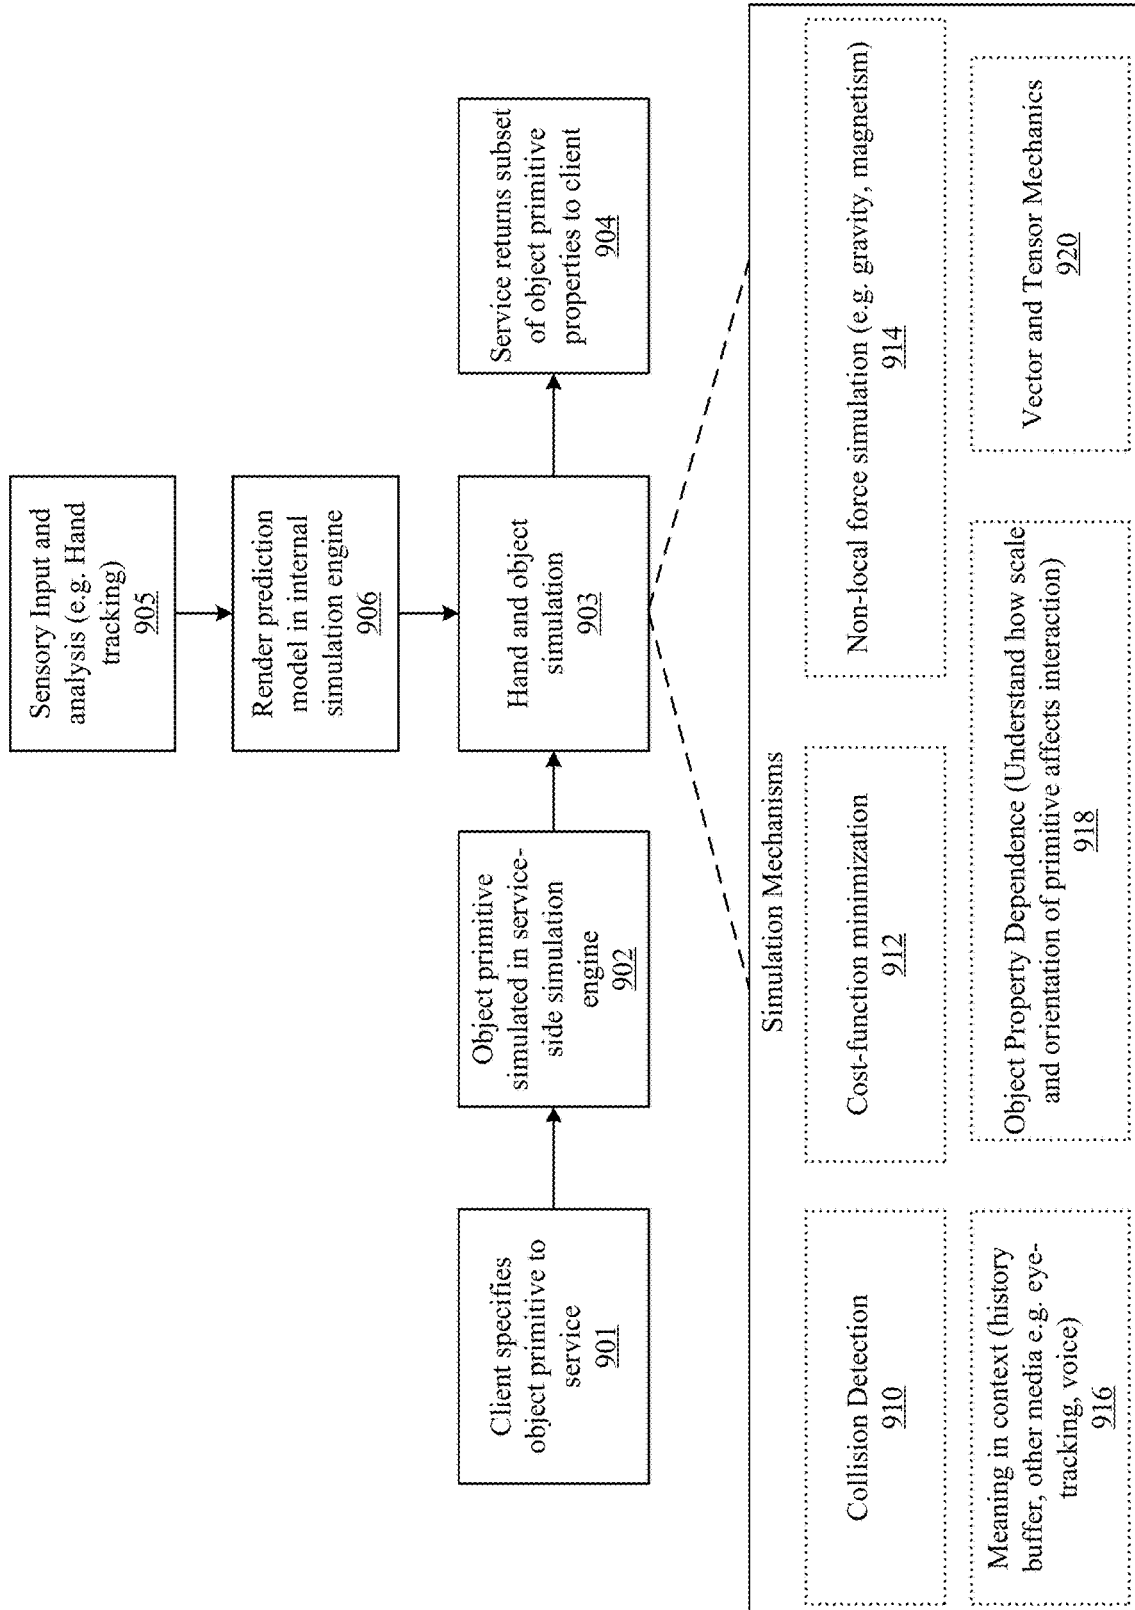 Sensory Input and
analysis (e.g. Hand
tracking)
905
Render prediction
model in internal
simulation engine
906
Client specifies
object primitive to
service
901
Object primitive
simulated in service-
side simulation
engine
902
Hand and object
simulation
903
Service returns subset
of object primitive
properties to client
904
Simulation Mechanisms
Collision Detection
910
Cost-function minimization
912
Non-local force simulation (e.g. gravity, magnetism)
914
Meaning in context (history
buffer, other media e.g. eye-
tracking, voice)
916
Object Property Dependence (Understand how scale
and orientation of primitive affects interaction)
918
Vector and Tensor Mechanics
920